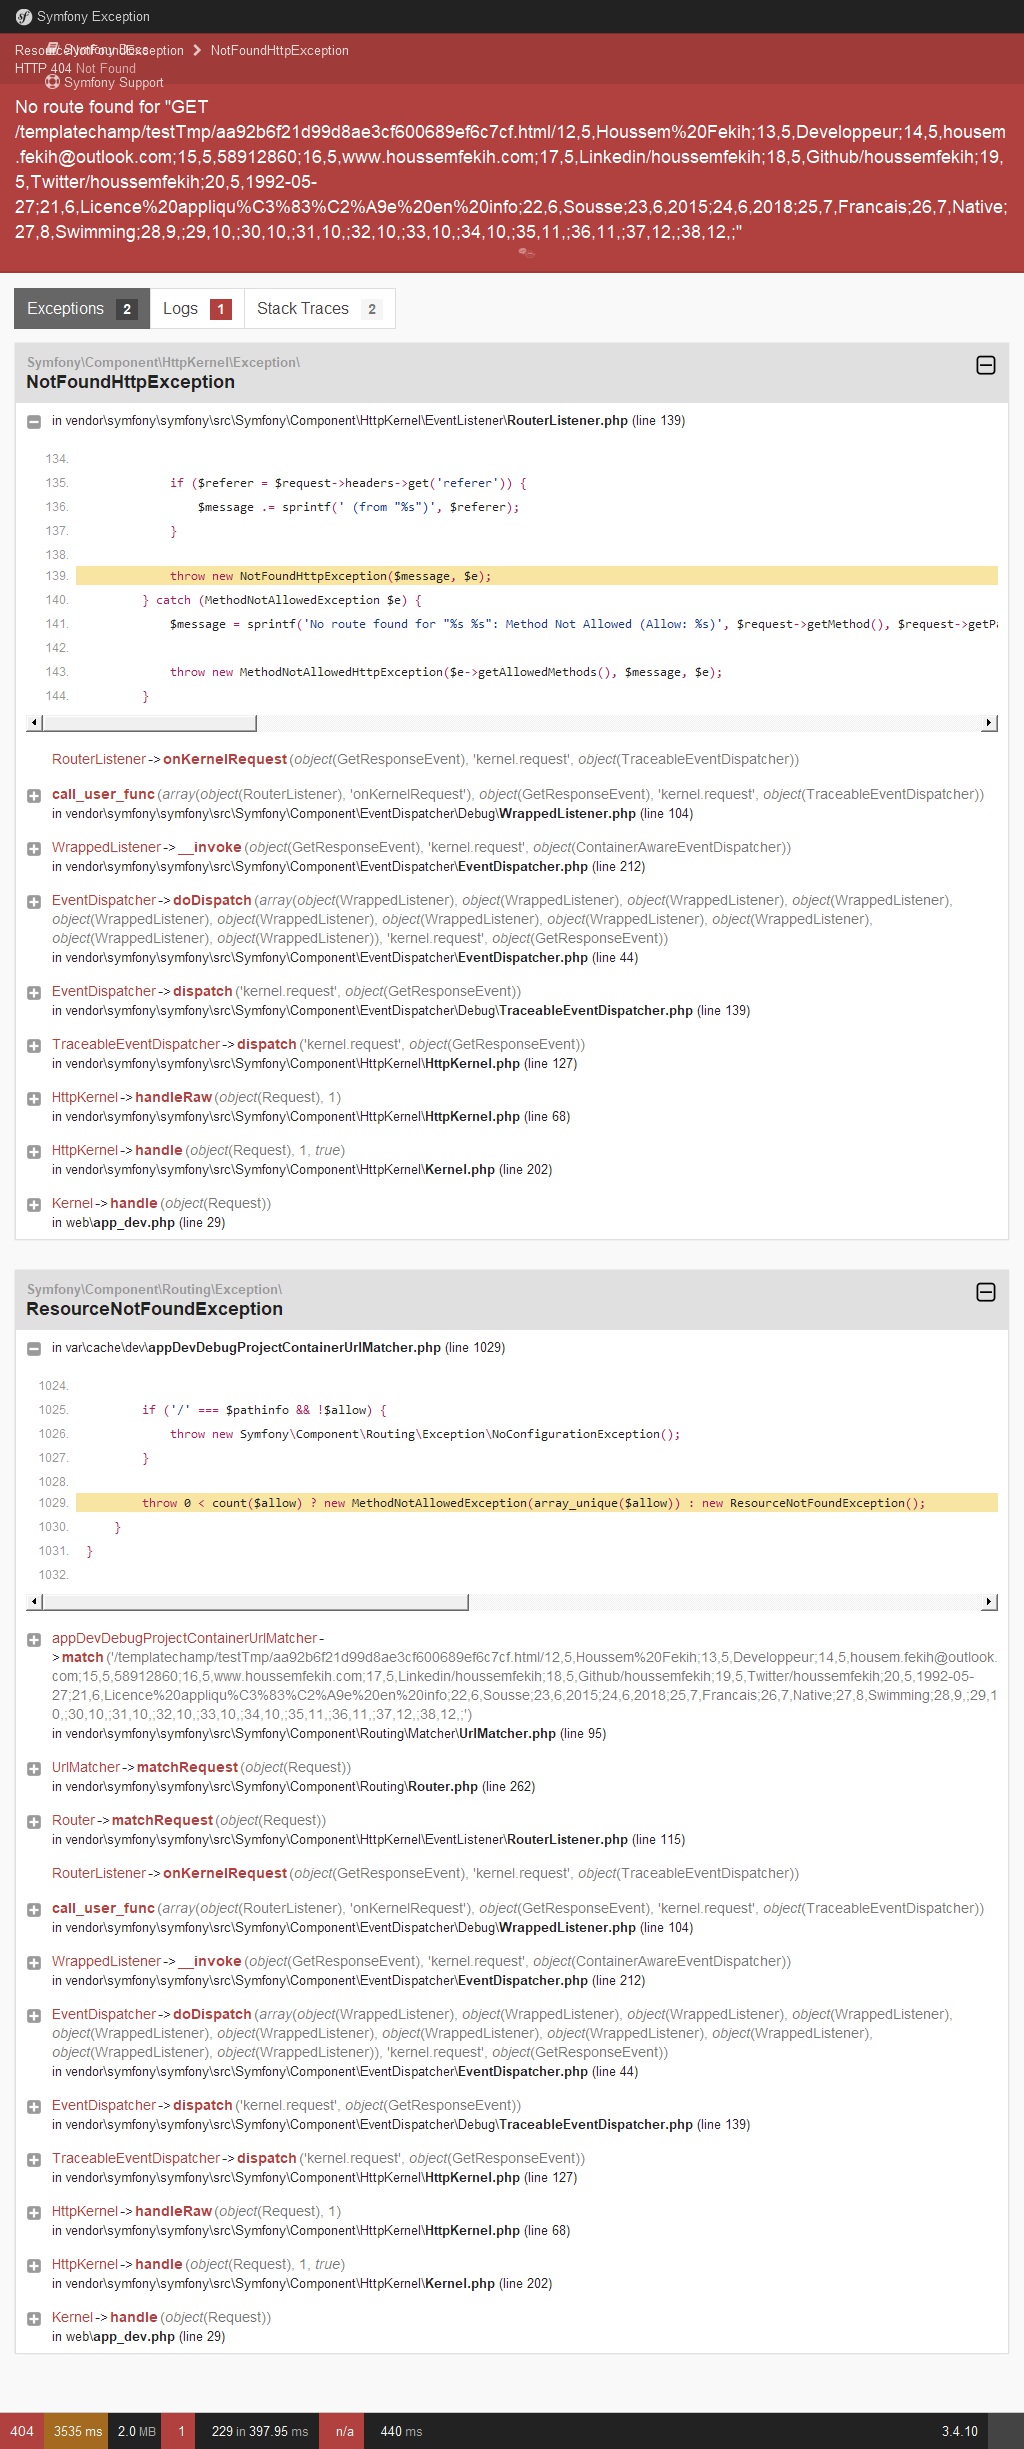 Symfony Exception
ResourceNotFoundException > NotFoundHttpException
Symfony Docs
HTTP 404 Not Found
Symfony Support
No route found for "GET
/templatechamp/testTmp/aa92b6f21d99d8ae3cf600689ef6c7cf.html/12,5,Houssem%20Fekih;13,5,Developpeur;14,5,housem
.fekih@outlook.com;15,5,58912860;16,5,www.houssemfekih.com;17,5,Linkedin/houssemfekih;18,5,Github/houssemfekih;19,
5,Twitter/houssemfekih;20,5,1992-05-
27;21,6,Licence%20appliqu%C3%83%C2%A9e%20en%20info;22,6,Sousse;23,6,2015;24,6,2018;25,7,Francais;26,7,Native;
27,8,Swimming;28,9,;29,10,;30,10,;31,10,;32,10,;33,10,;34,10,;35,11,;36,11,;37,12,;38,12,;"
Exceptions 2 Logs 1 Stack Traces 2
Symfony\Component\HttpKernel\Exception\
NotFoundHttpException
in vendor\symfony\symfony\src\Symfony\Component\HttpKernel\EventListener\RouterListener.php (line 139)
134.
135. if ($referer = $request->headers->get('referer')) {
136. $message .= sprintf(' (from "%s")', $referer);
137. }
138.
139. throw new NotFoundHttpException($message, $e);
140. } catch (MethodNotAllowedException $e) {
141. $message = sprintf('No route found for "%s %s": Method Not Allowed (Allow: %s)', $request->getMethod(), $request->getPa
142.
143. throw new MethodNotAllowedHttpException($e->getAllowedMethods(), $message, $e);
144. }
RouterListener->onKernelRequest(object(GetResponseEvent), 'kernel.request', object(TraceableEventDispatcher))
call_user_func(array(object(RouterListener), 'onKernelRequest'), object(GetResponseEvent), 'kernel.request', object(TraceableEventDispatcher))
in vendor\symfony\symfony\src\Symfony\Component\EventDispatcher\Debug\WrappedListener.php (line 104)
WrappedListener->__invoke(object(GetResponseEvent), 'kernel.request', object(ContainerAwareEventDispatcher))
in vendor\symfony\symfony\src\Symfony\Component\EventDispatcher\EventDispatcher.php (line 212)
EventDispatcher->doDispatch(array(object(WrappedListener), object(WrappedListener), object(WrappedListener), object(WrappedListener),
object(WrappedListener), object(WrappedListener), object(WrappedListener), object(WrappedListener), object(WrappedListener),
object(WrappedListener), object(WrappedListener)), 'kernel.request', object(GetResponseEvent))
in vendor\symfony\symfony\src\Symfony\Component\EventDispatcher\EventDispatcher.php (line 44)
EventDispatcher->dispatch('kernel.request', object(GetResponseEvent))
in vendor\symfony\symfony\src\Symfony\Component\EventDispatcher\Debug\TraceableEventDispatcher.php (line 139)
TraceableEventDispatcher->dispatch('kernel.request', object(GetResponseEvent))
in vendor\symfony\symfony\src\Symfony\Component\HttpKernel\HttpKernel.php (line 127)
HttpKernel->handleRaw(object(Request), 1)
in vendor\symfony\symfony\src\Symfony\Component\HttpKernel\HttpKernel.php (line 68)
HttpKernel->handle(object(Request), 1, true)
in vendor\symfony\symfony\src\Symfony\Component\HttpKernel\Kernel.php (line 202)
Kernel->handle(object(Request))
in web\app_dev.php (line 29)
Symfony\Component\Routing\Exception\
ResourceNotFoundException
in var\cache\dev\appDevDebugProjectContainerUrlMatcher.php (line 1029)
1024.
1025. if ('/' === $pathinfo && !$allow) {
1026. throw new Symfony\Component\Routing\Exception\NoConfigurationException();
1027. }
1028.
1029. throw 0 < count($allow) ? new MethodNotAllowedException(array_unique($allow)) : new ResourceNotFoundException();
1030. }
1031. }
1032.
appDevDebugProjectContainerUrlMatcher-
>match('/templatechamp/testTmp/aa92b6f21d99d8ae3cf600689ef6c7cf.html/12,5,Houssem%20Fekih;13,5,Developpeur;14,5,housem.fekih@outlook.
com;15,5,58912860;16,5,www.houssemfekih.com;17,5,Linkedin/houssemfekih;18,5,Github/houssemfekih;19,5,Twitter/houssemfekih;20,5,1992-05-
27;21,6,Licence%20appliqu%C3%83%C2%A9e%20en%20info;22,6,Sousse;23,6,2015;24,6,2018;25,7,Francais;26,7,Native;27,8,Swimming;28,9,;29,1
0,;30,10,;31,10,;32,10,;33,10,;34,10,;35,11,;36,11,;37,12,;38,12,;')
in vendor\symfony\symfony\src\Symfony\Component\Routing\Matcher\UrlMatcher.php (line 95)
UrlMatcher->matchRequest(object(Request))
in vendor\symfony\symfony\src\Symfony\Component\Routing\Router.php (line 262)
Router->matchRequest(object(Request))
in vendor\symfony\symfony\src\Symfony\Component\HttpKernel\EventListener\RouterListener.php (line 115)
RouterListener->onKernelRequest(object(GetResponseEvent), 'kernel.request', object(TraceableEventDispatcher))
call_user_func(array(object(RouterListener), 'onKernelRequest'), object(GetResponseEvent), 'kernel.request', object(TraceableEventDispatcher))
in vendor\symfony\symfony\src\Symfony\Component\EventDispatcher\Debug\WrappedListener.php (line 104)
WrappedListener->__invoke(object(GetResponseEvent), 'kernel.request', object(ContainerAwareEventDispatcher))
in vendor\symfony\symfony\src\Symfony\Component\EventDispatcher\EventDispatcher.php (line 212)
EventDispatcher->doDispatch(array(object(WrappedListener), object(WrappedListener), object(WrappedListener), object(WrappedListener),
object(WrappedListener), object(WrappedListener), object(WrappedListener), object(WrappedListener), object(WrappedListener),
object(WrappedListener), object(WrappedListener)), 'kernel.request', object(GetResponseEvent))
in vendor\symfony\symfony\src\Symfony\Component\EventDispatcher\EventDispatcher.php (line 44)
EventDispatcher->dispatch('kernel.request', object(GetResponseEvent))
in vendor\symfony\symfony\src\Symfony\Component\EventDispatcher\Debug\TraceableEventDispatcher.php (line 139)
TraceableEventDispatcher->dispatch('kernel.request', object(GetResponseEvent))
in vendor\symfony\symfony\src\Symfony\Component\HttpKernel\HttpKernel.php (line 127)
HttpKernel->handleRaw(object(Request), 1)
in vendor\symfony\symfony\src\Symfony\Component\HttpKernel\HttpKernel.php (line 68)
HttpKernel->handle(object(Request), 1, true)
in vendor\symfony\symfony\src\Symfony\Component\HttpKernel\Kernel.php (line 202)
Kernel->handle(object(Request))
in web\app_dev.php (line 29)
404 3535 ms 2.0 MB 1 229 in 397.95 ms n/a 440 ms 3.4.10